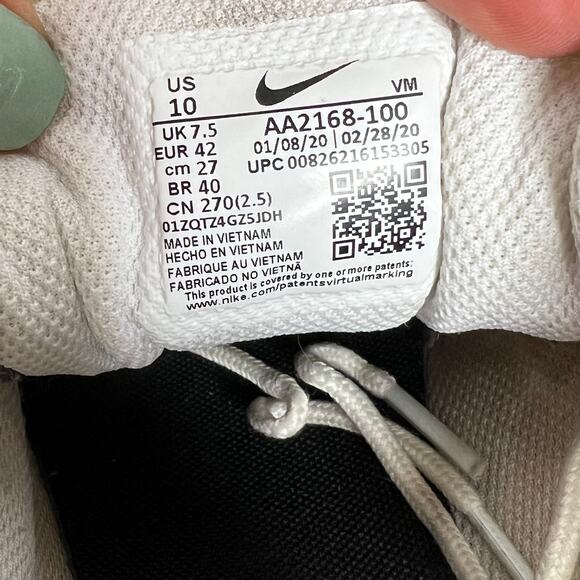 US
10
VM
UK 7.5
EUR 42
cm 27
BR 40
CN 270(2.5)
AA2168-100
01/08/20 | 02/28/20
UPC 00826216153305
01ZQTZ4GZ5JDH
MADE IN VIETNAM
HECHO EN VIETNAM
FABRIQUE AU VIETNAM
FABRICADO NO VIETNÃ
This product is covered by one or more patents:
www.nike.com/patentsvirtualmarking